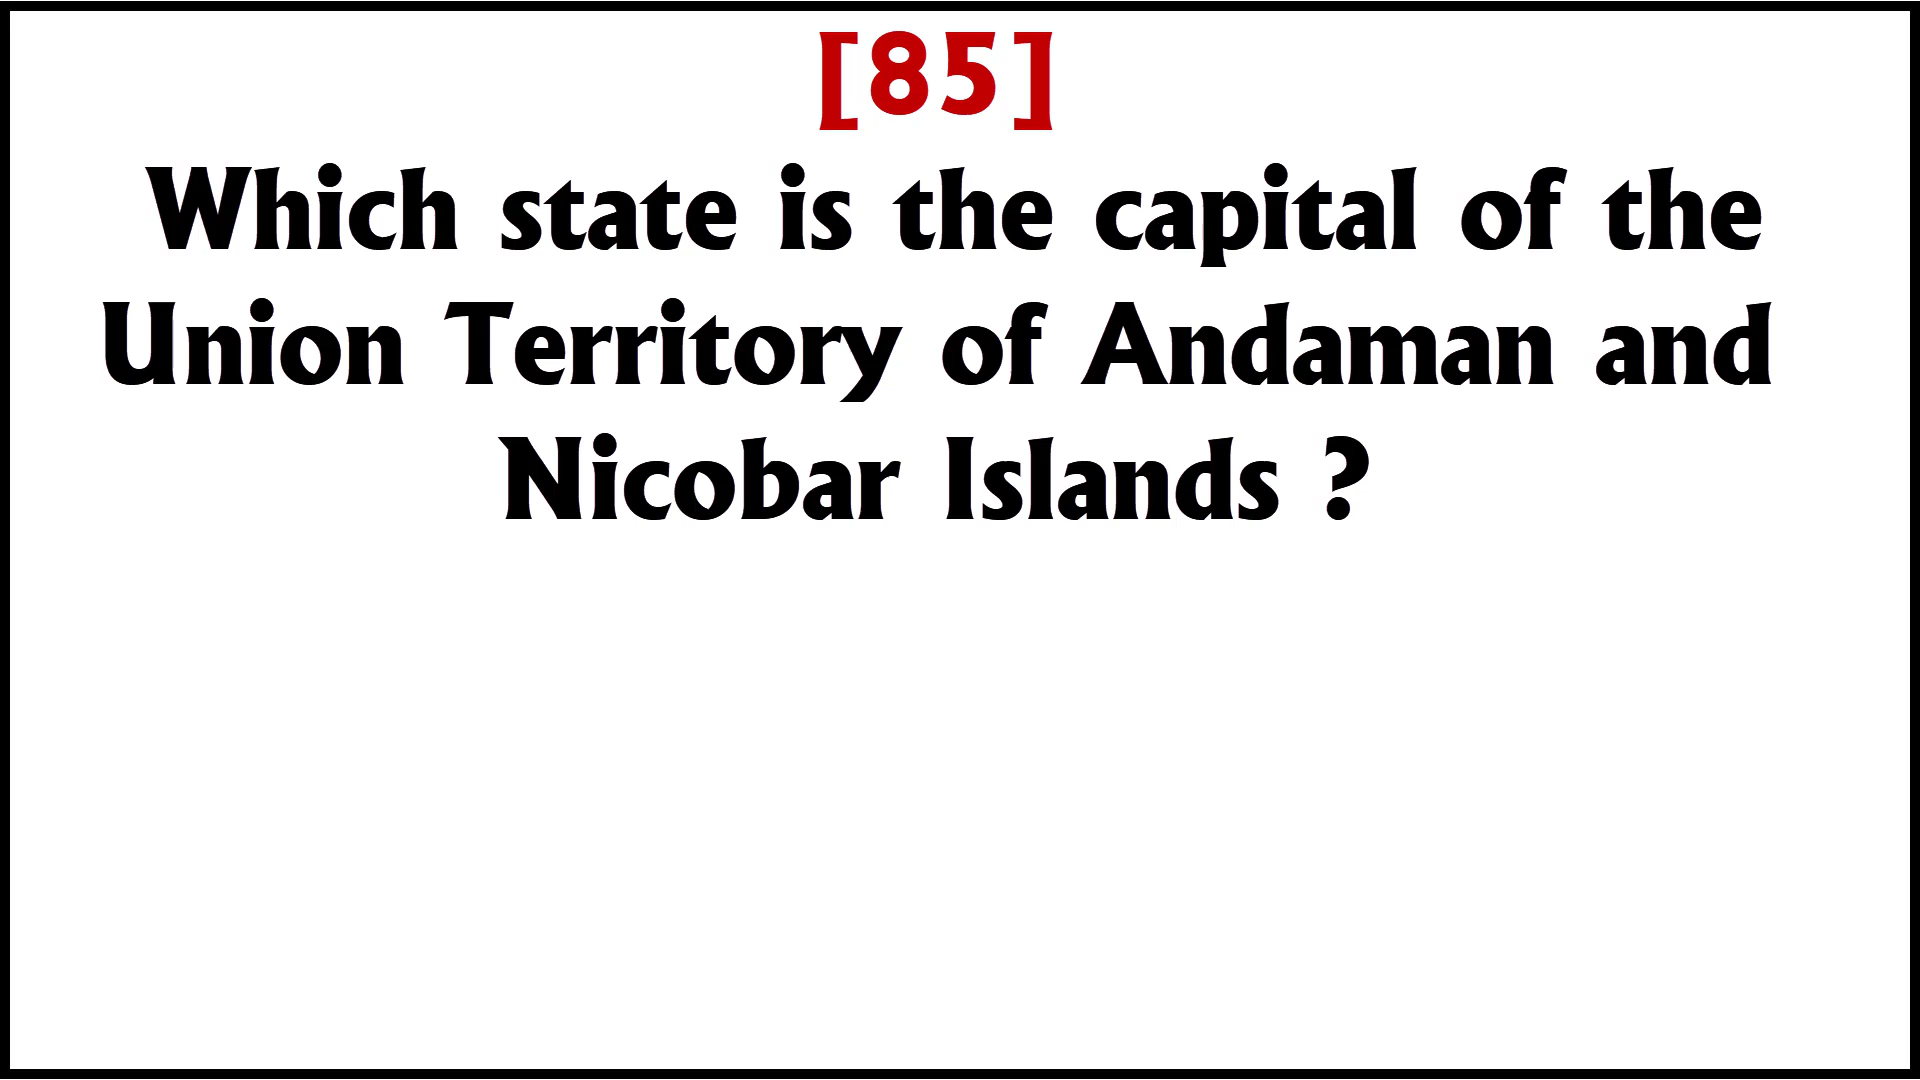 [85]
Which state is the capital of the
Union Territory of Andaman and
Nicobar Islands ?